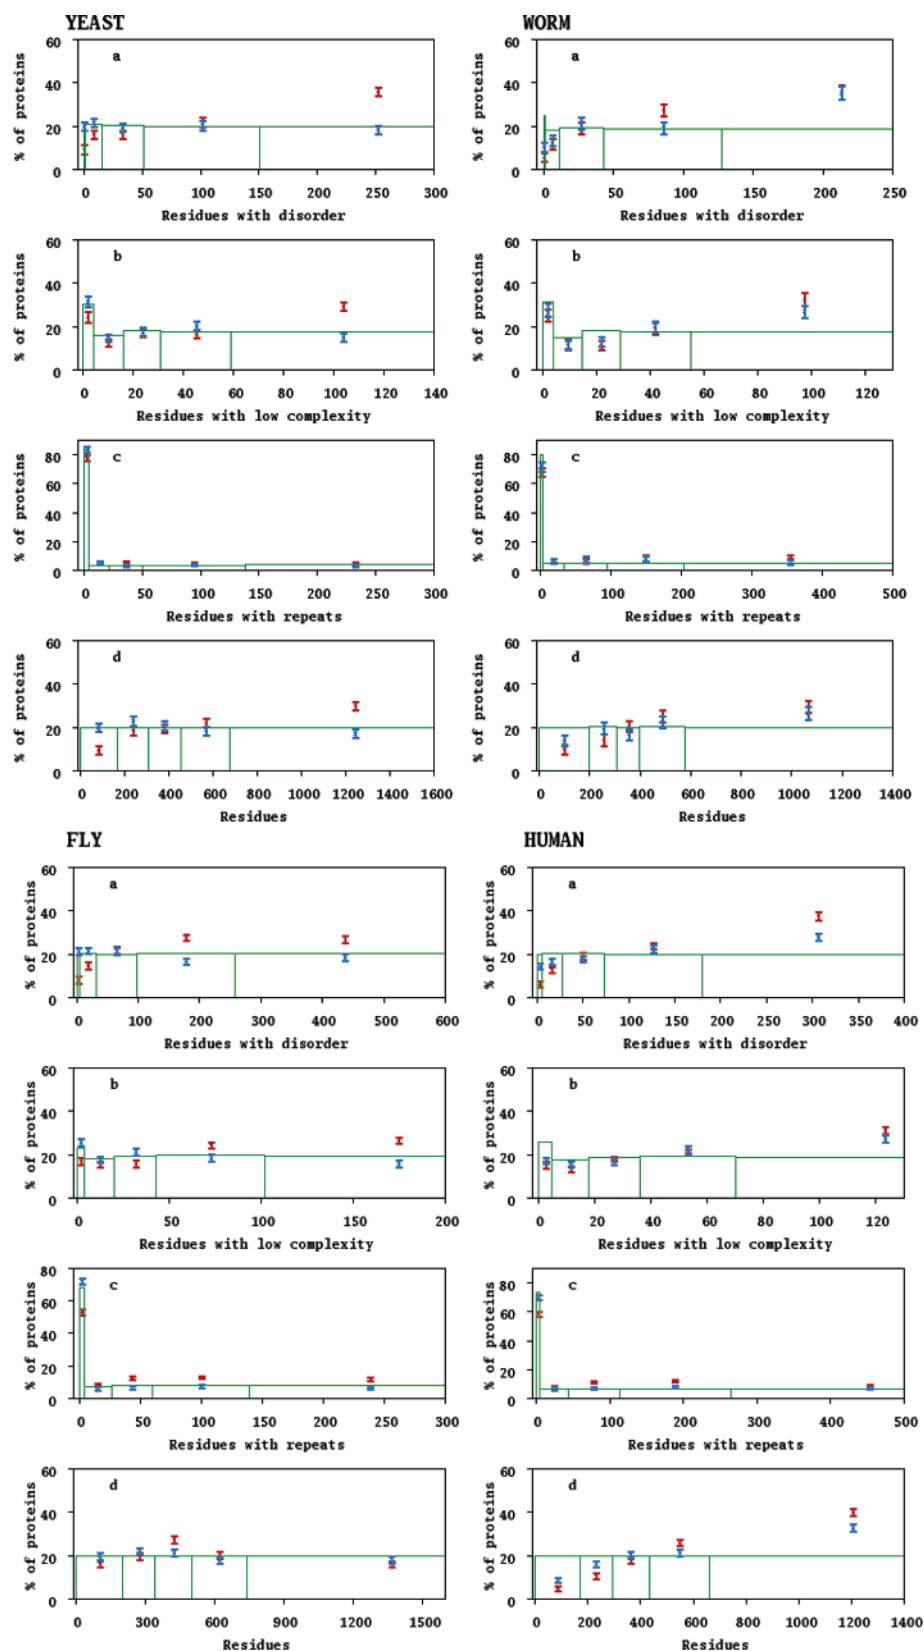 YEAST WORM
a a
% of proteins % of proteins
60 60
40 40
20 20
0 0
0 50 100 150 200 250 300 0 50 100 150 200 250
Residues with disorder Residues with disorder
b b
% of proteins % of proteins
60 60
40 40
20 20
0 0
0 20 40 60 80 100 120 140 0 20 40 60 80 100 120
Residues with low complexity Residues with low complexity
c c
% of proteins % of proteins
80 80
60 60
40 40
20 20
0 0
0 50 100 150 200 250 300 0 100 200 300 400 500
Residues with repeats Residues with repeats
d d
% of proteins % of proteins
60 60
40 40
20 20
0 0
0 200 400 600 800 1000 1200 1400 1600 0 200 400 600 800 1000 1200 1400
Residues Residues
FLY HUMAN
a a
% of proteins % of proteins
60 60
40 40
20 20
0 0
0 100 200 300 400 500 600 0 50 100 150 200 250 300 350 400
Residues with disorder Residues with disorder
b b
% of proteins % of proteins
60 60
40 40
20 20
0 0
0 50 100 150 200 0 20 40 60 80 100 120
Residues with low complexity Residues with low complexity
c c
% of proteins % of proteins
80 80
60 60
40 40
20 20
0 0
0 50 100 150 200 250 300 0 100 200 300 400 500
Residues with repeats Residues with repeats
d d
% of proteins % of proteins
60 60
40 40
20 20
0 0
0 300 600 900 1200 1500 0 200 400 600 800 1000 1200 1400
Residues Residues